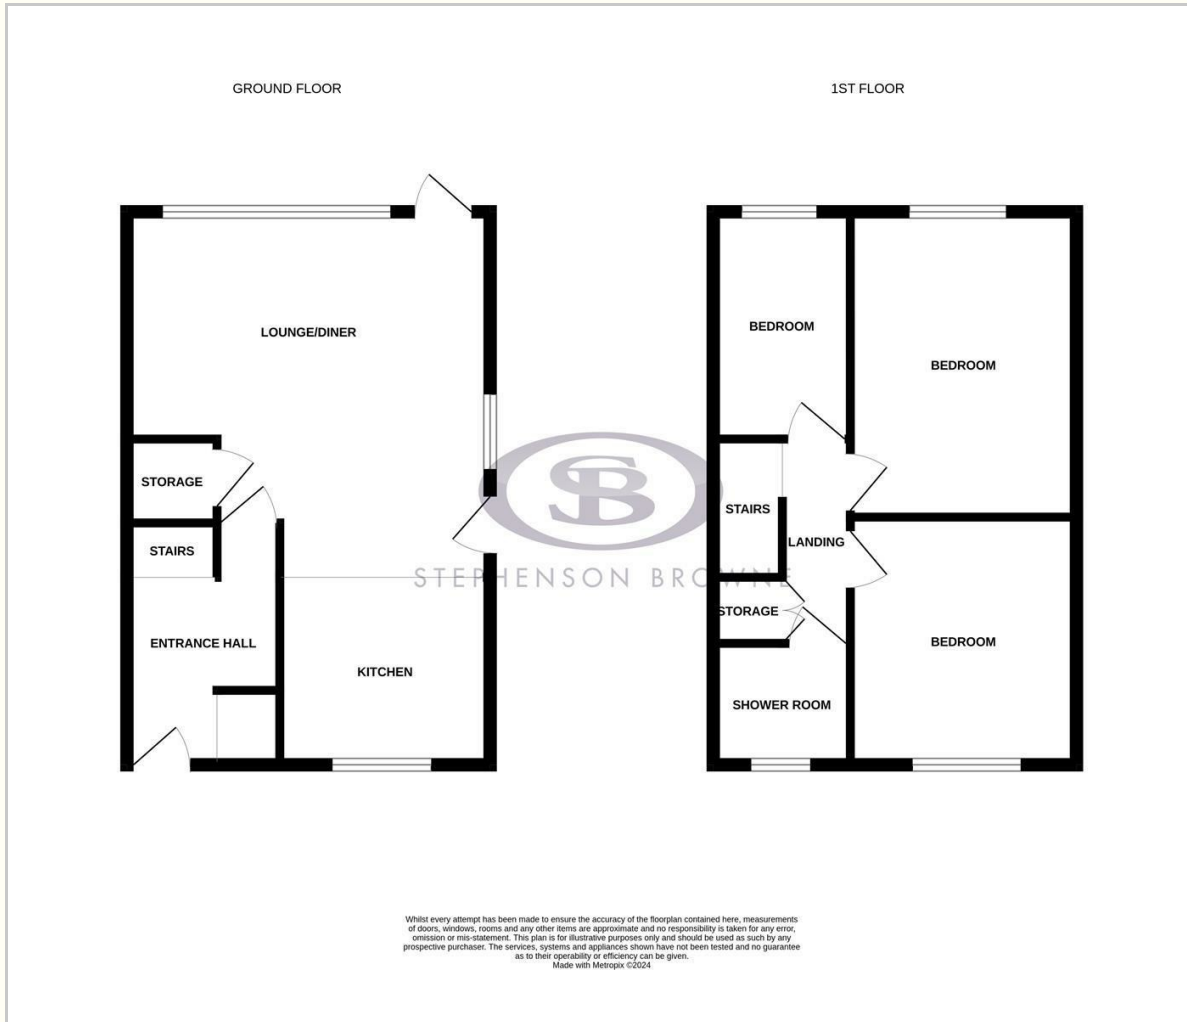 GROUND FLOOR
1ST FLOOR
LOUNGE/DINER
STORAGE
STAIRS
ENTRANCE HALL
KITCHEN
BEDROOM
BEDROOM
STAIRS
LANDING
STORAGE
BEDROOM
SHOWER ROOM
SB
STEPHENSON BROWNE
Whilst every attempt has been made to ensure the accuracy of the floorplan contained here, measurements
of doors, windows, rooms and any other items are approximate and no responsibility is taken for any error,
omission or mis-statement. This plan is for illustrative purposes only and should be used as such by any
prospective purchaser. The services, systems and appliances shown have not been tested and no guarantee
as to their operability or efficiency can be given.
Made with Metropix ©2024